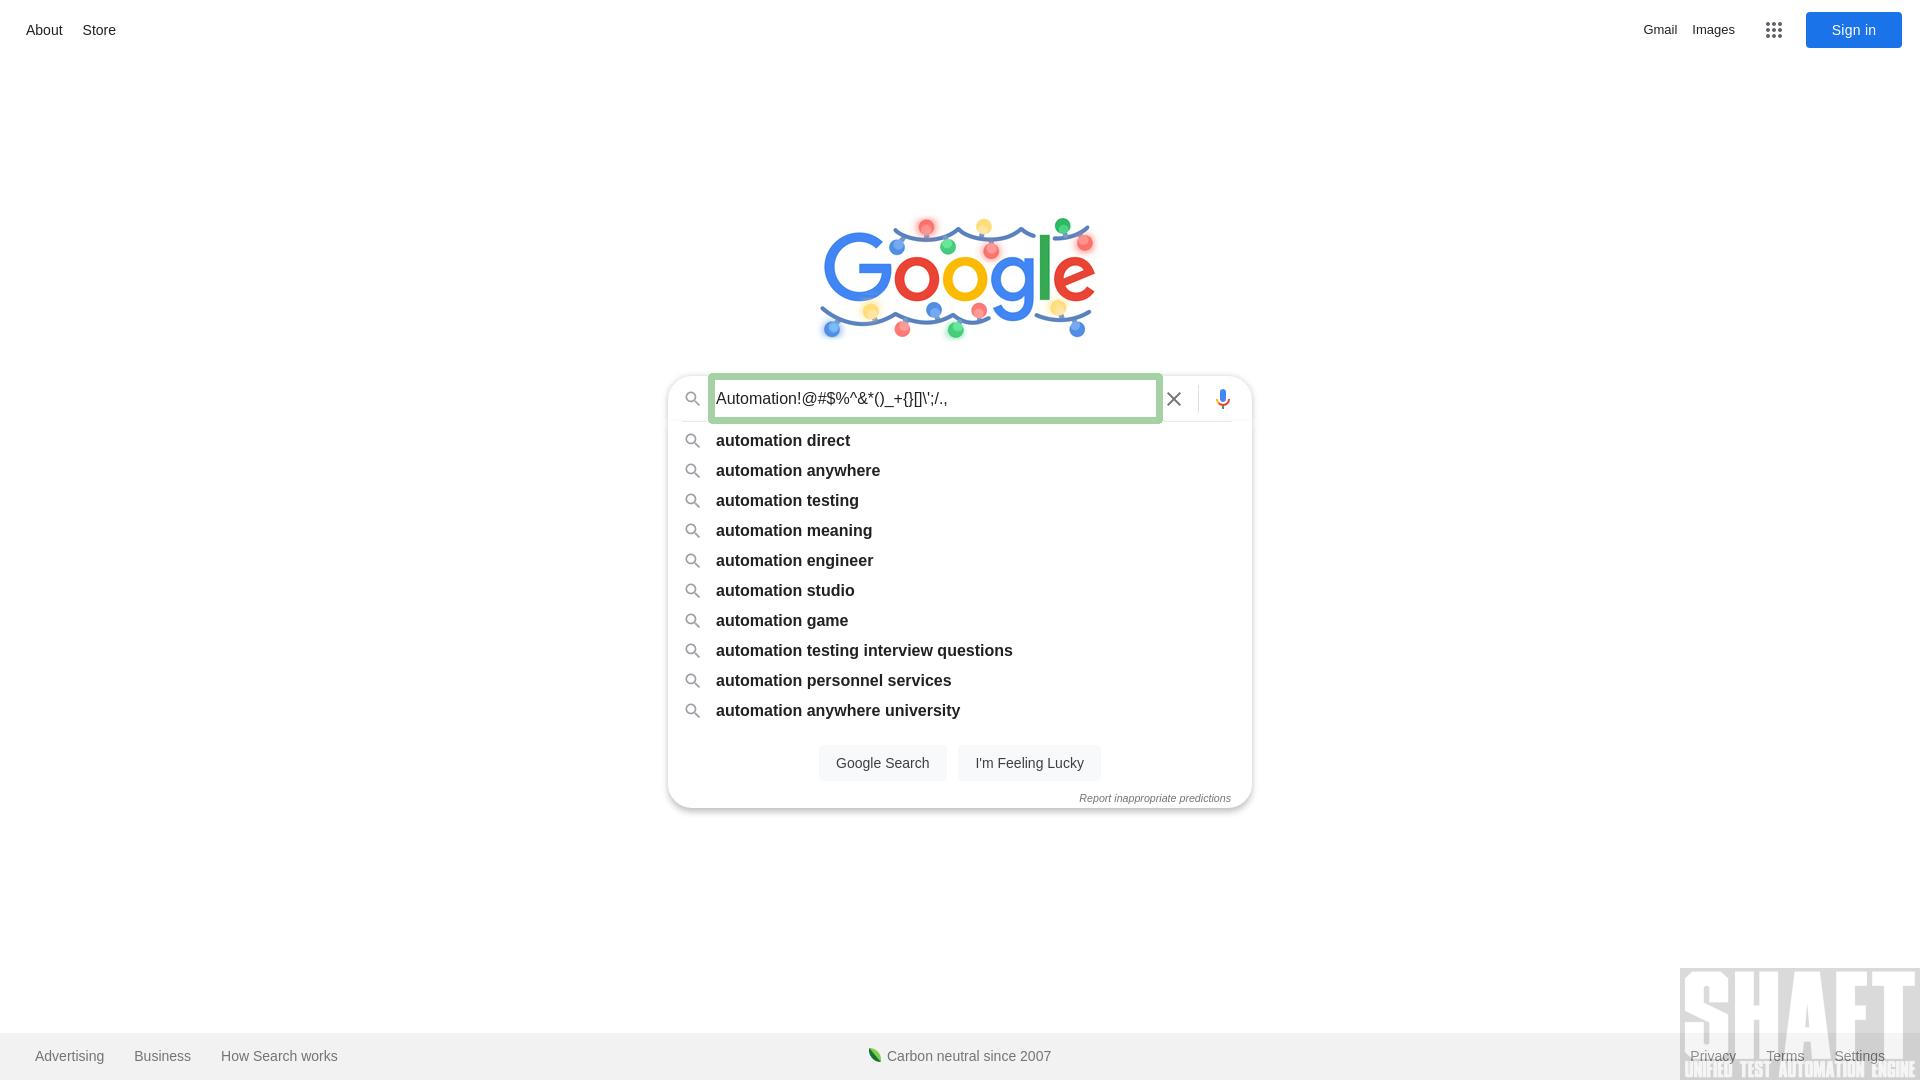 About Store
Gmail Images Sign in
Google
Automation!@#$%^&*()_+{}[]\';/.,
automation direct
automation anywhere
automation testing
automation meaning
automation engineer
automation studio
automation game
automation testing interview questions
automation personnel services
automation anywhere university
Google Search I'm Feeling Lucky
Report inappropriate predictions
SHAFT
Advertising Business How Search works Carbon neutral since 2007 Privacy Terms Settings
UNIFIED TEST AUTOMATION ENGINE